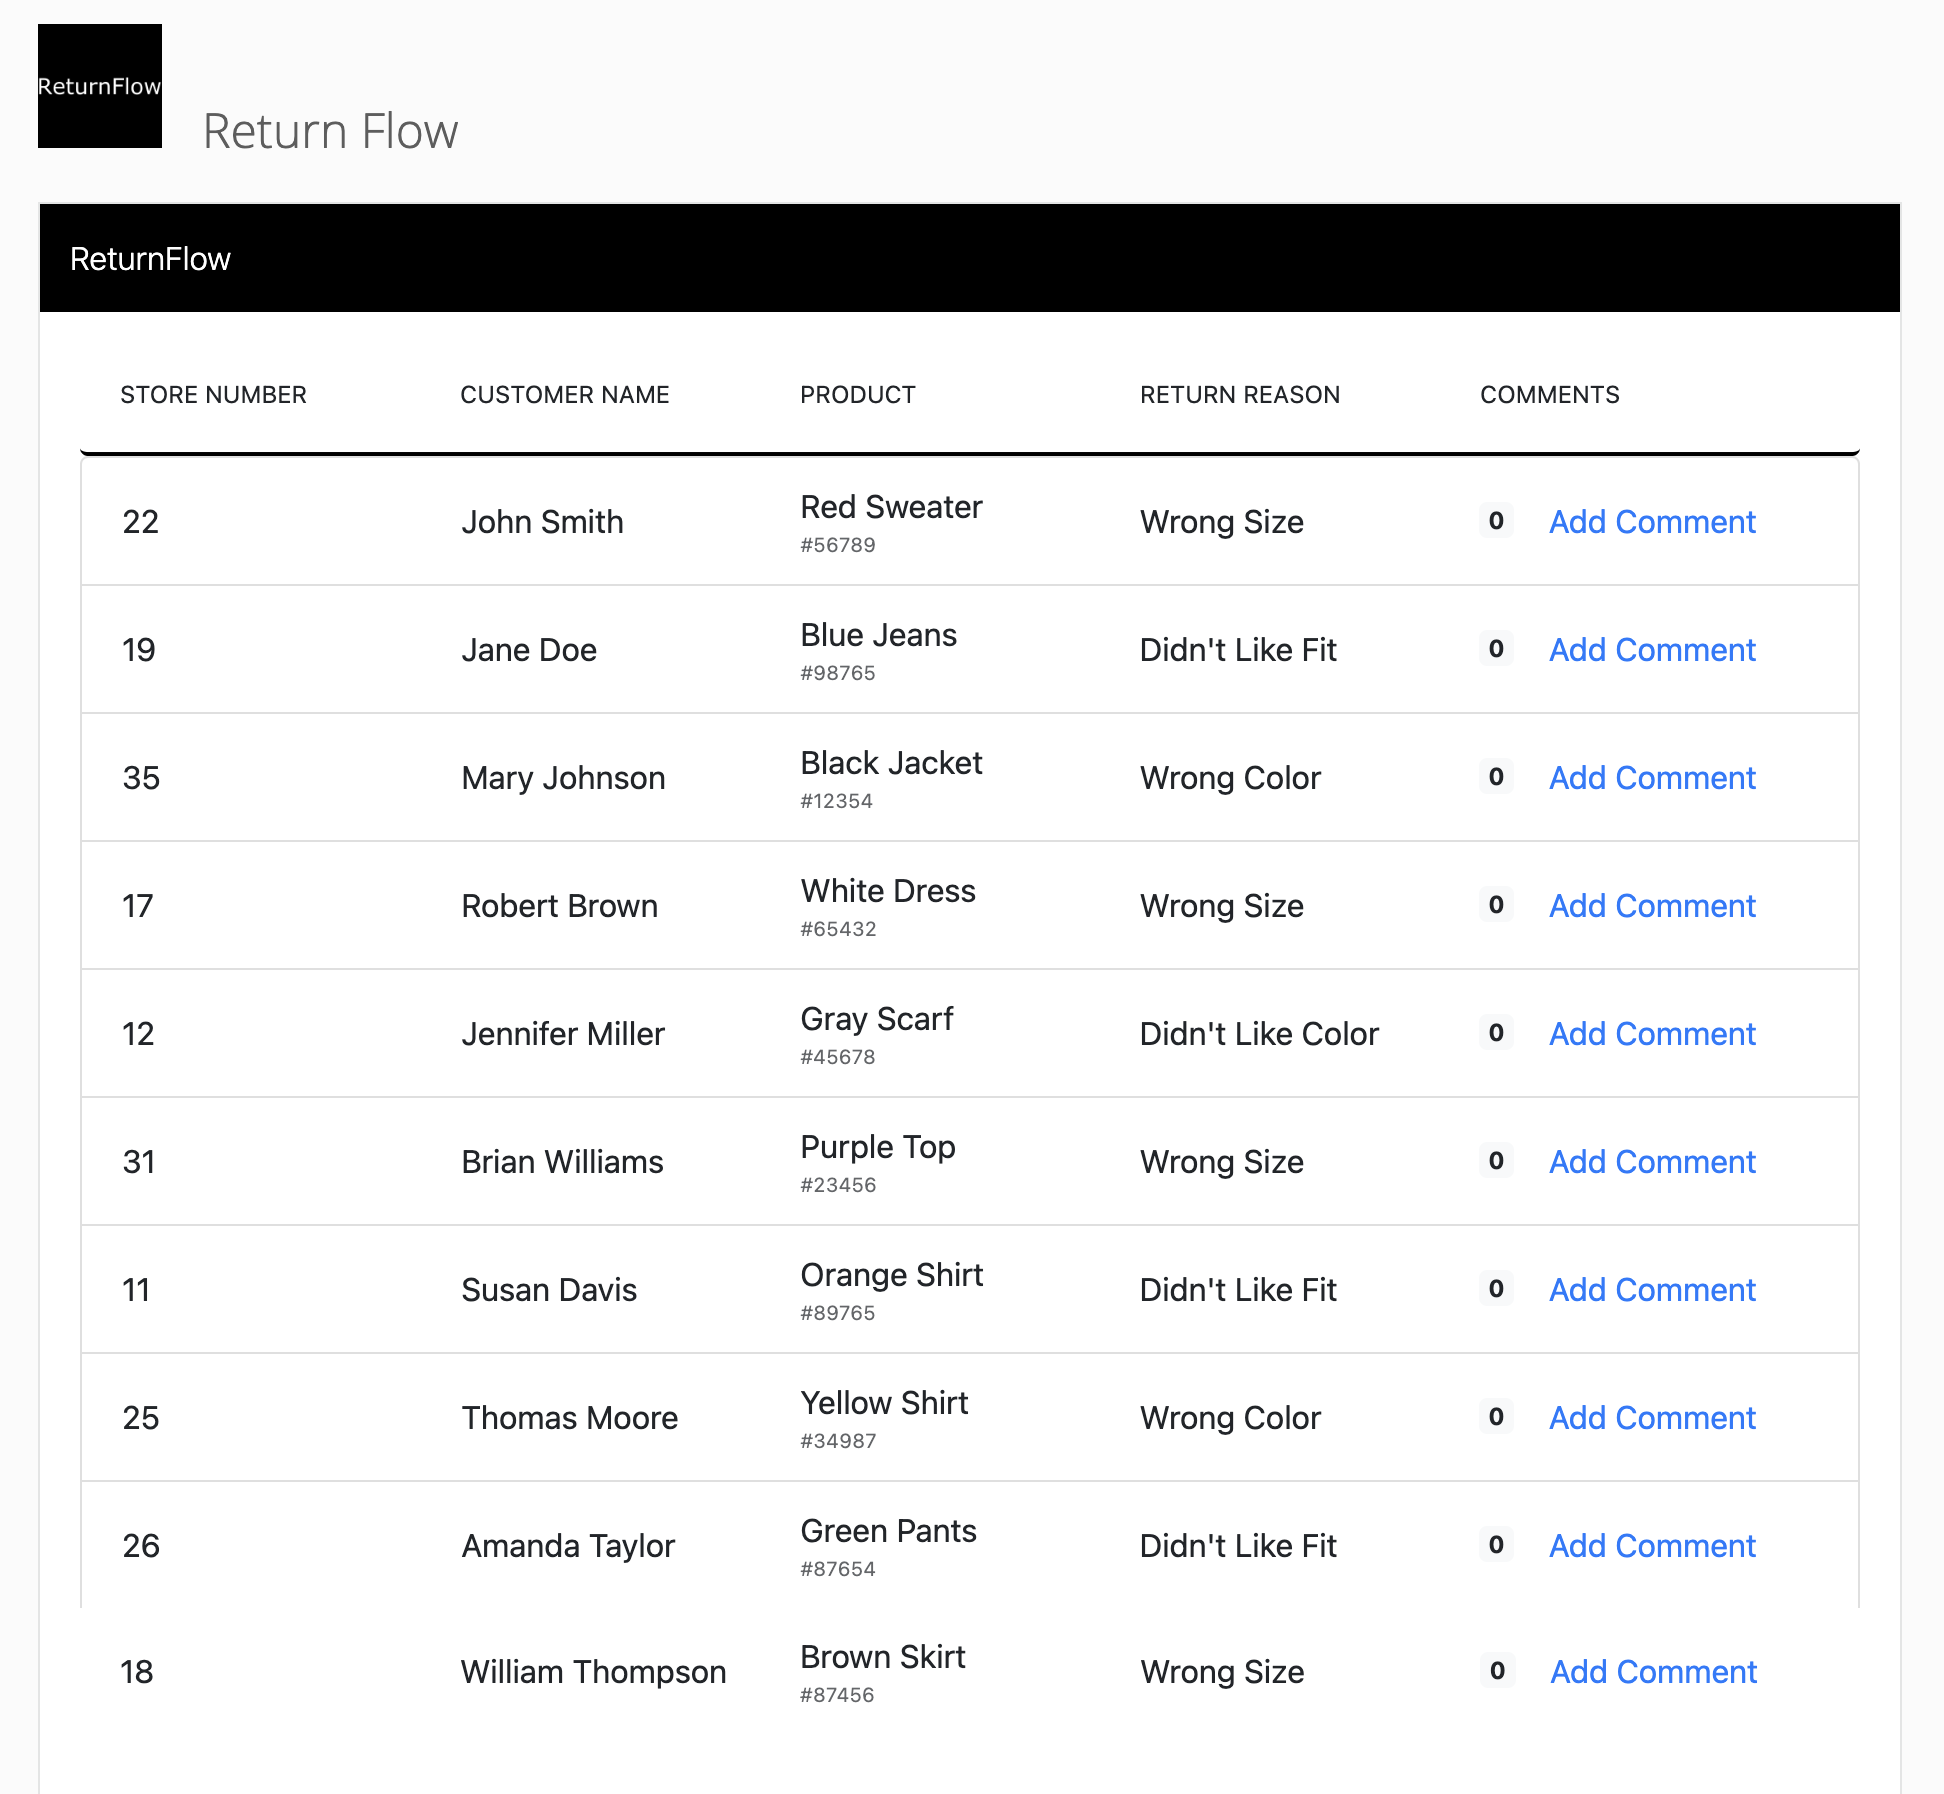 ReturnFlow
Return Flow
ReturnFlow
STORE NUMBER CUSTOMER NAME PRODUCT RETURN REASON COMMENTS
22 John Smith Red Sweater Wrong Size 0 Add Comment
#56789
19 Jane Doe Blue Jeans Didn't Like Fit 0 Add Comment
#98765
35 Mary Johnson Black Jacket Wrong Color 0 Add Comment
#12354
17 Robert Brown White Dress Wrong Size 0 Add Comment
#65432
12 Jennifer Miller Gray Scarf Didn't Like Color 0 Add Comment
#45678
31 Brian Williams Purple Top Wrong Size 0 Add Comment
#23456
11 Susan Davis Orange Shirt Didn't Like Fit 0 Add Comment
#89765
25 Thomas Moore Yellow Shirt Wrong Color 0 Add Comment
#34987
26 Amanda Taylor Green Pants Didn't Like Fit 0 Add Comment
#87654
18 William Thompson Brown Skirt Wrong Size 0 Add Comment
#87456